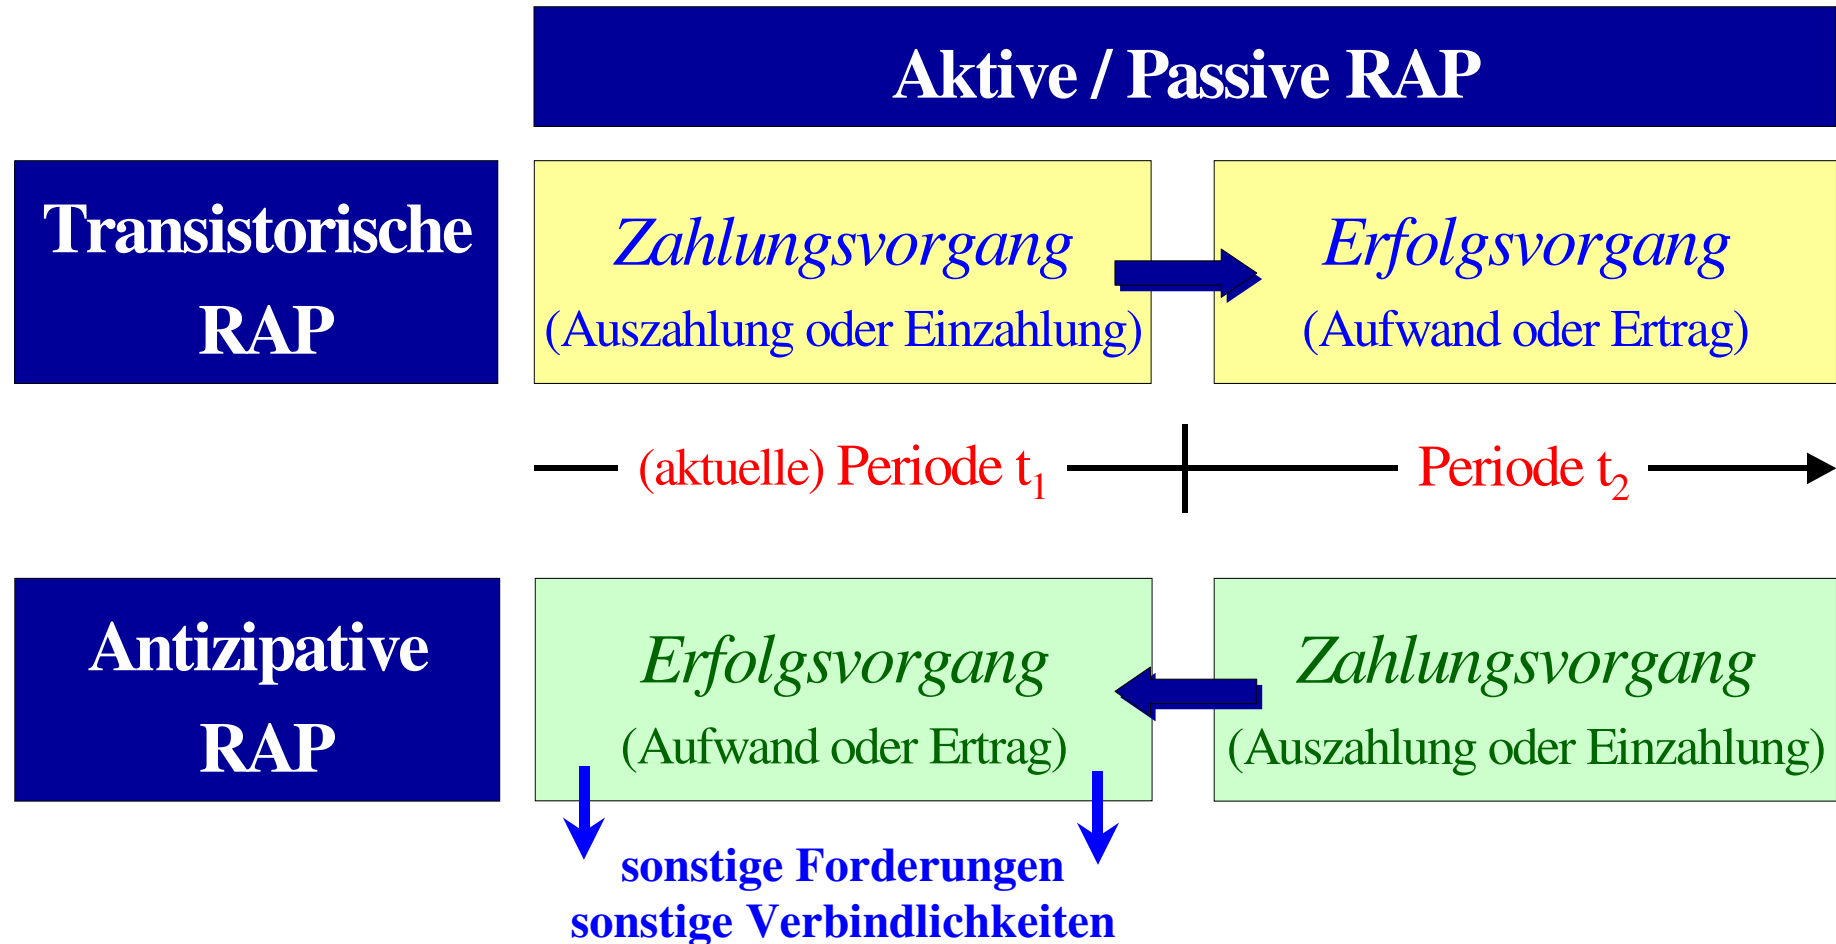 Aktive / Passive RAP
Transistorische
RAP
Zahlungsvorgang
(Auszahlung oder Einzahlung)
Erfolgsvorgang
(Aufwand oder Ertrag)
(aktuelle) Periode t1
Periode t2
Antizipative
RAP
Erfolgsvorgang
(Aufwand oder Ertrag)
Zahlungsvorgang
(Auszahlung oder Einzahlung)
sonstige Forderungen
sonstige Verbindlichkeiten